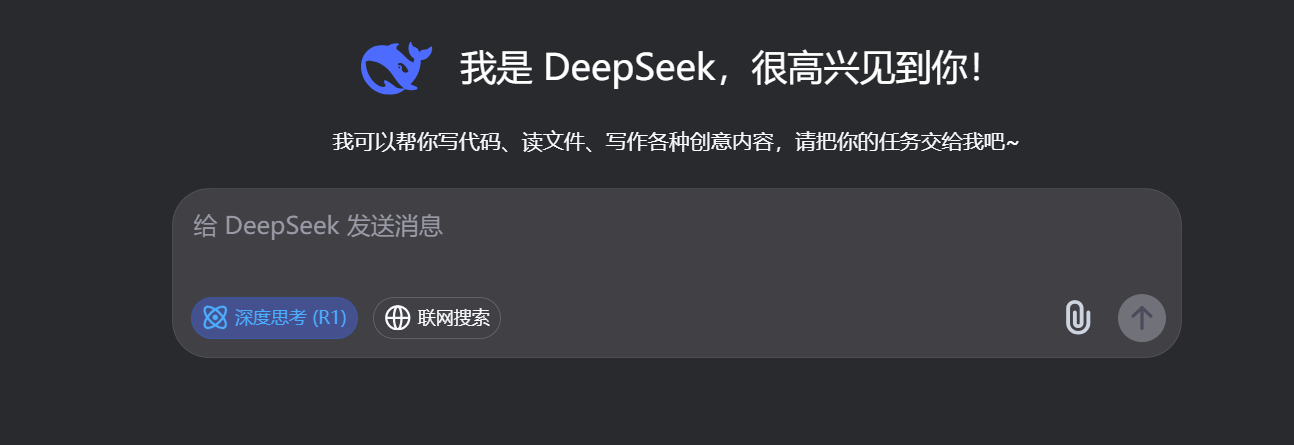 我是 DeepSeek，很高兴见到你！
我可以帮你写代码、读文件、写作各种创意内容，请把你的任务交给我吧~
给 DeepSeek 发送消息
深度思考 (R1)
联网搜索